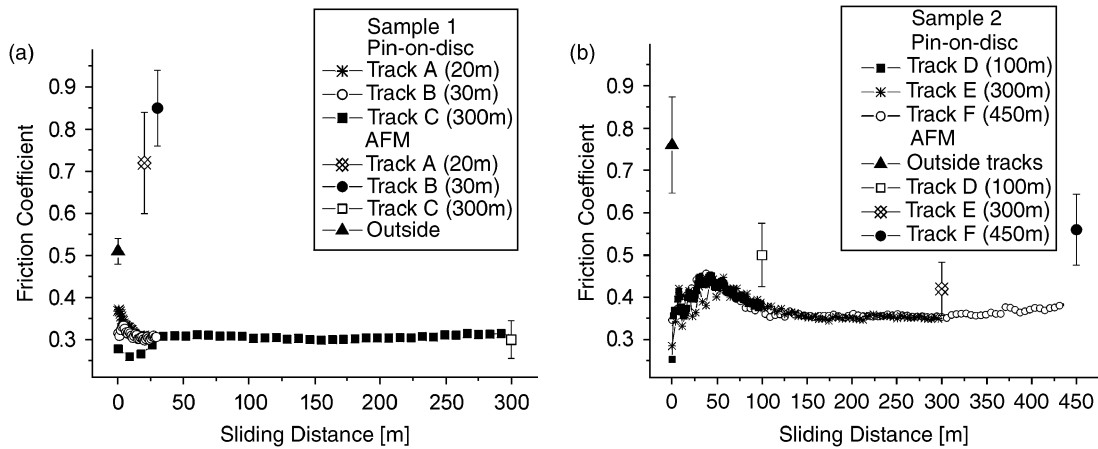 (a)
Sample 1
Pin-on-disc
Track A (20m)
Track B (30m)
Track C (300m)
AFM
Track A (20m)
Track B (30m)
Track C (300m)
Outside
Friction Coefficient
0.9
0.8
0.7
0.6
0.5
0.4
0.3
0 50 100 150 200 250 300
Sliding Distance [m]
(b)
Sample 2
Pin-on-disc
Track D (100m)
Track E (300m)
Track F (450m)
AFM
Outside tracks
Track D (100m)
Track E (300m)
Track F (450m)
Friction Coefficient
0.9
0.8
0.7
0.6
0.5
0.4
0.3
0 50 100 150 200 250 300 350 400 450
Sliding Distance [m]